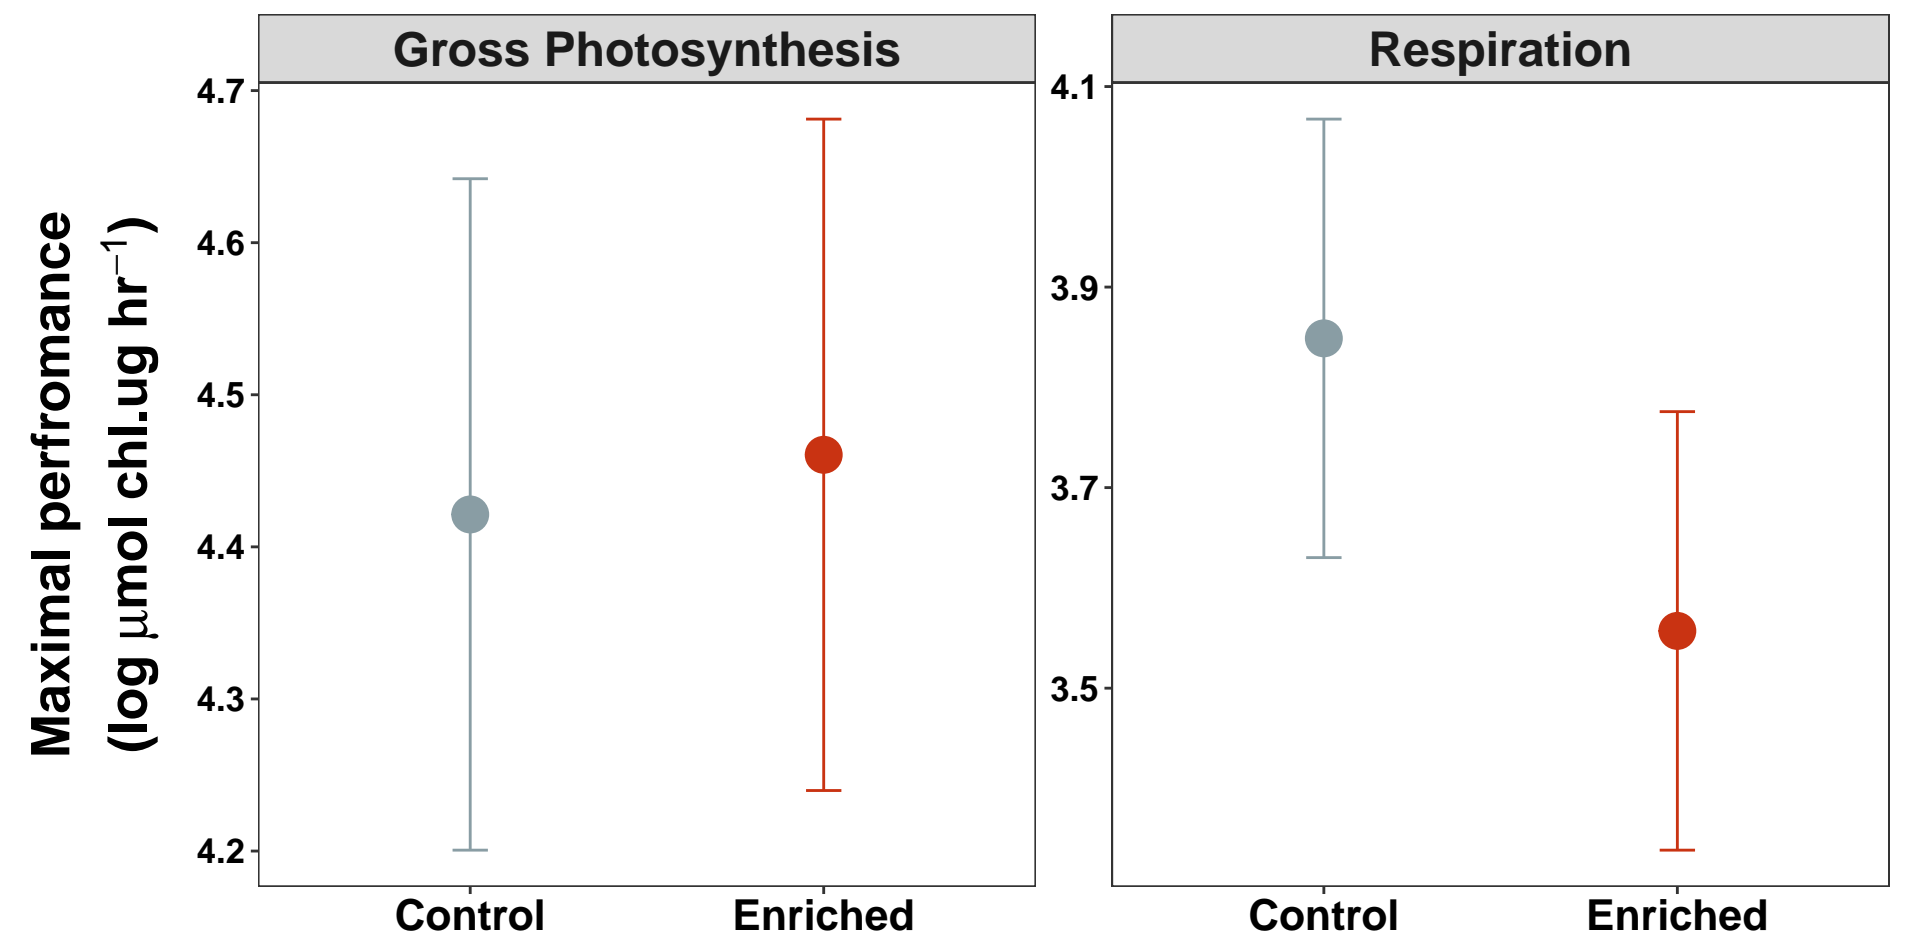 Gross Photosynthesis
Respiration
Maximal perfromance
(log μmol chl.ug hr⁻¹)
4.7
4.6
4.5
4.4
4.3
4.2
4.1
3.9
3.7
3.5
Control
Enriched
Control
Enriched